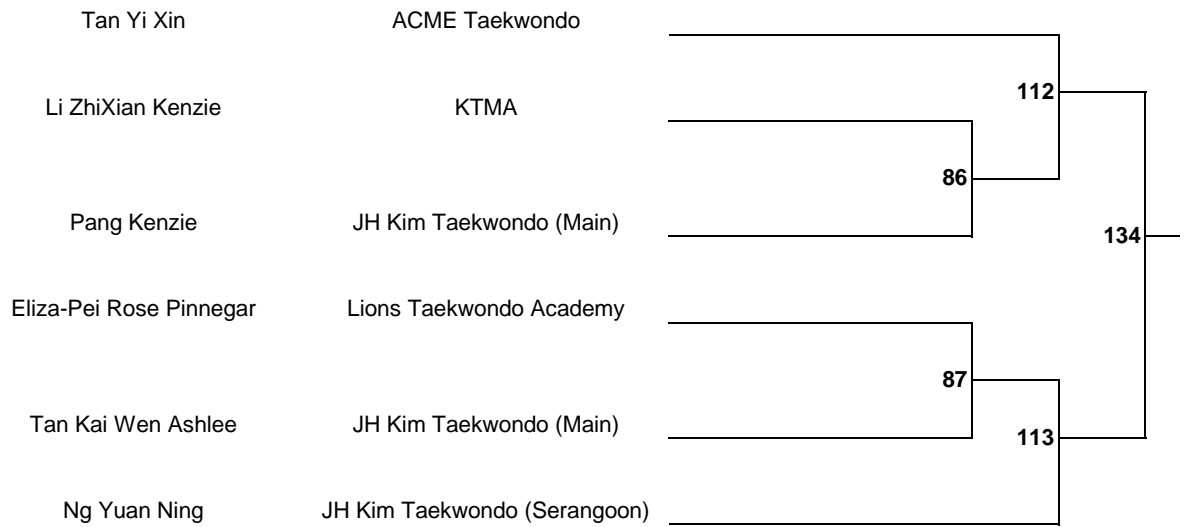 Tan Yi Xin ACME Taekwondo
112
Li ZhiXian Kenzie KTMA
86
Pang Kenzie JH Kim Taekwondo (Main)
134
Eliza-Pei Rose Pinnegar Lions Taekwondo Academy
87
Tan Kai Wen Ashlee JH Kim Taekwondo (Main)
113
Ng Yuan Ning JH Kim Taekwondo (Serangoon)